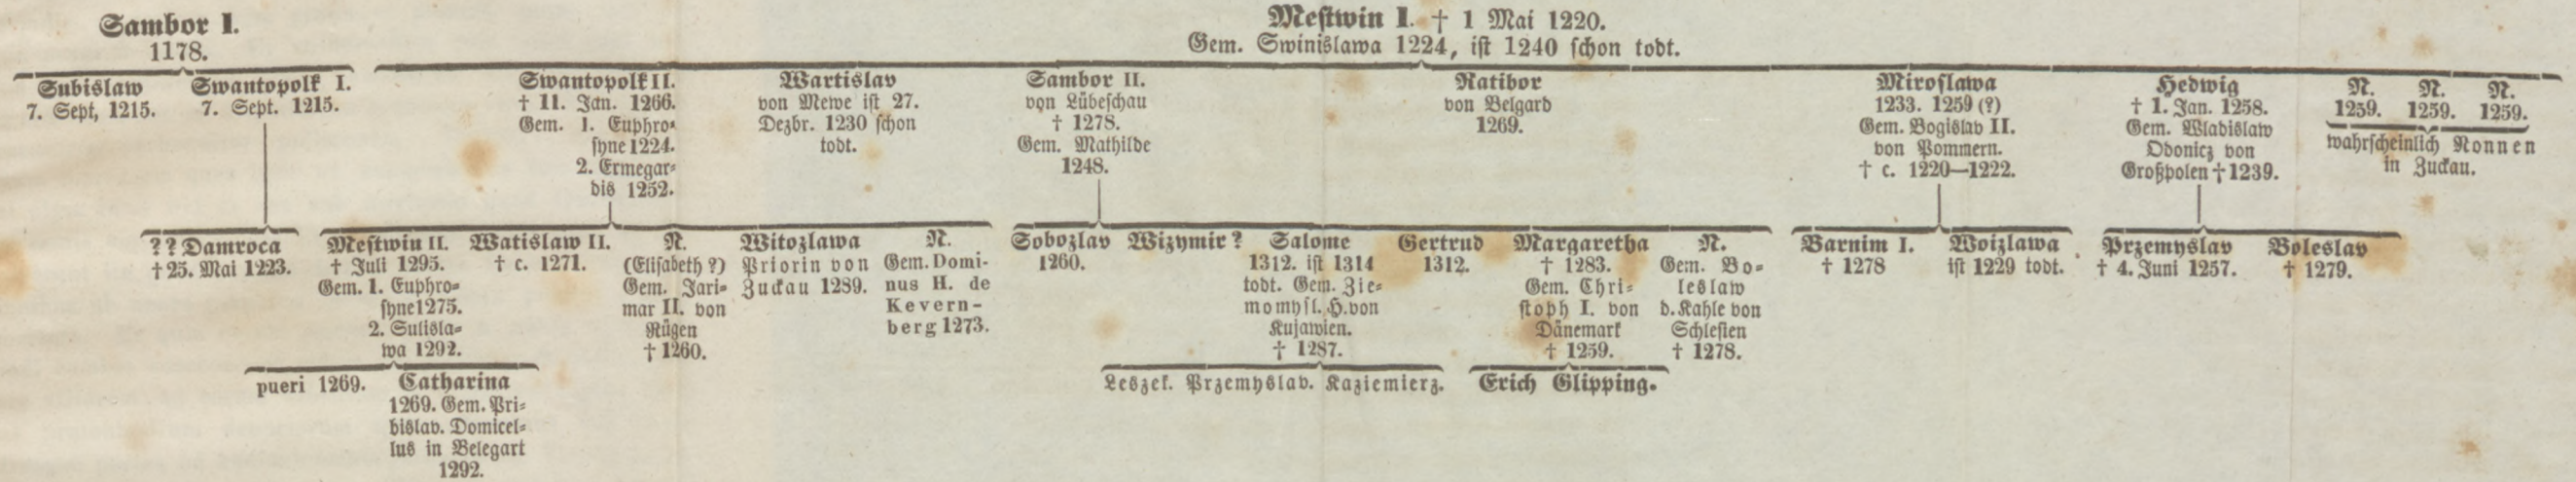 Sambor I.
1178.
Subislaw
7. Sept, 1215.
Swantopolk I.
7. Sept. 1215.
Mestwin I. † 1 Mai 1220.
Gem. Swinislawa 1224, ist 1240 schon todt.
Swantopolk II.
† 11. Jan. 1266.
Gem. 1. Euphro-
syne 1224.
2. Ermegar-
dis 1252.
Wartislav
von Mewe ist 27.
Dezbr. 1230 schon
todt.
Sambor II.
von Lübeschau
† 1278.
Gem. Mathilde
1248.
Ratibor
von Belgard
1269.
Miroslawa
1233. 1259 (?)
Gem. Bogislav II.
von Pommern.
† c. 1220—1222.
Hedwig
† 1. Jan. 1258.
Gem. Wladislaw
Odonicz von
Großpolen † 1239.
N. N. N.
1259. 1259. 1259.
wahrscheinlich Nonnen
in Zuckau.
? ? Damroca
† 25. Mai 1223.
Mestwin II.
† Juli 1295.
Gem. 1. Euphro-
syne 1275.
2. Sulisla-
wa 1292.
Watislaw II.
† c. 1271.
N.
(Elisabeth ?)
Gem. Jari-
mar II. von
Rügen
† 1260.
Witozlawa
Priorin von
Zuckau 1289.
N.
Gem. Domi-
nus H. de
Kevern-
berg 1273.
Sobozlav
1260.
Wizymir ?
Salome
1312. ist 1314
todt. Gem. Zie-
momysl. H. von
Kujawien.
† 1287.
Gertrud
1312.
Margaretha
† 1283.
Gem. Chri-
stoph I. von
Dänemark
† 1259.
N.
Gem. Bo-
leslaw
d. Kahle von
Schlesien
† 1278.
Barnim I.
† 1278
Woizlawa
ist 1229 todt.
Przemyslav
† 4. Juni 1257.
Boleslav
† 1279.
pueri 1269.
Catharina
1269. Gem. Pri-
bislav. Domicel-
lus in Belegart
1292.
Leszek. Przemyslav. Kaziemierz.
Erich Glipping.